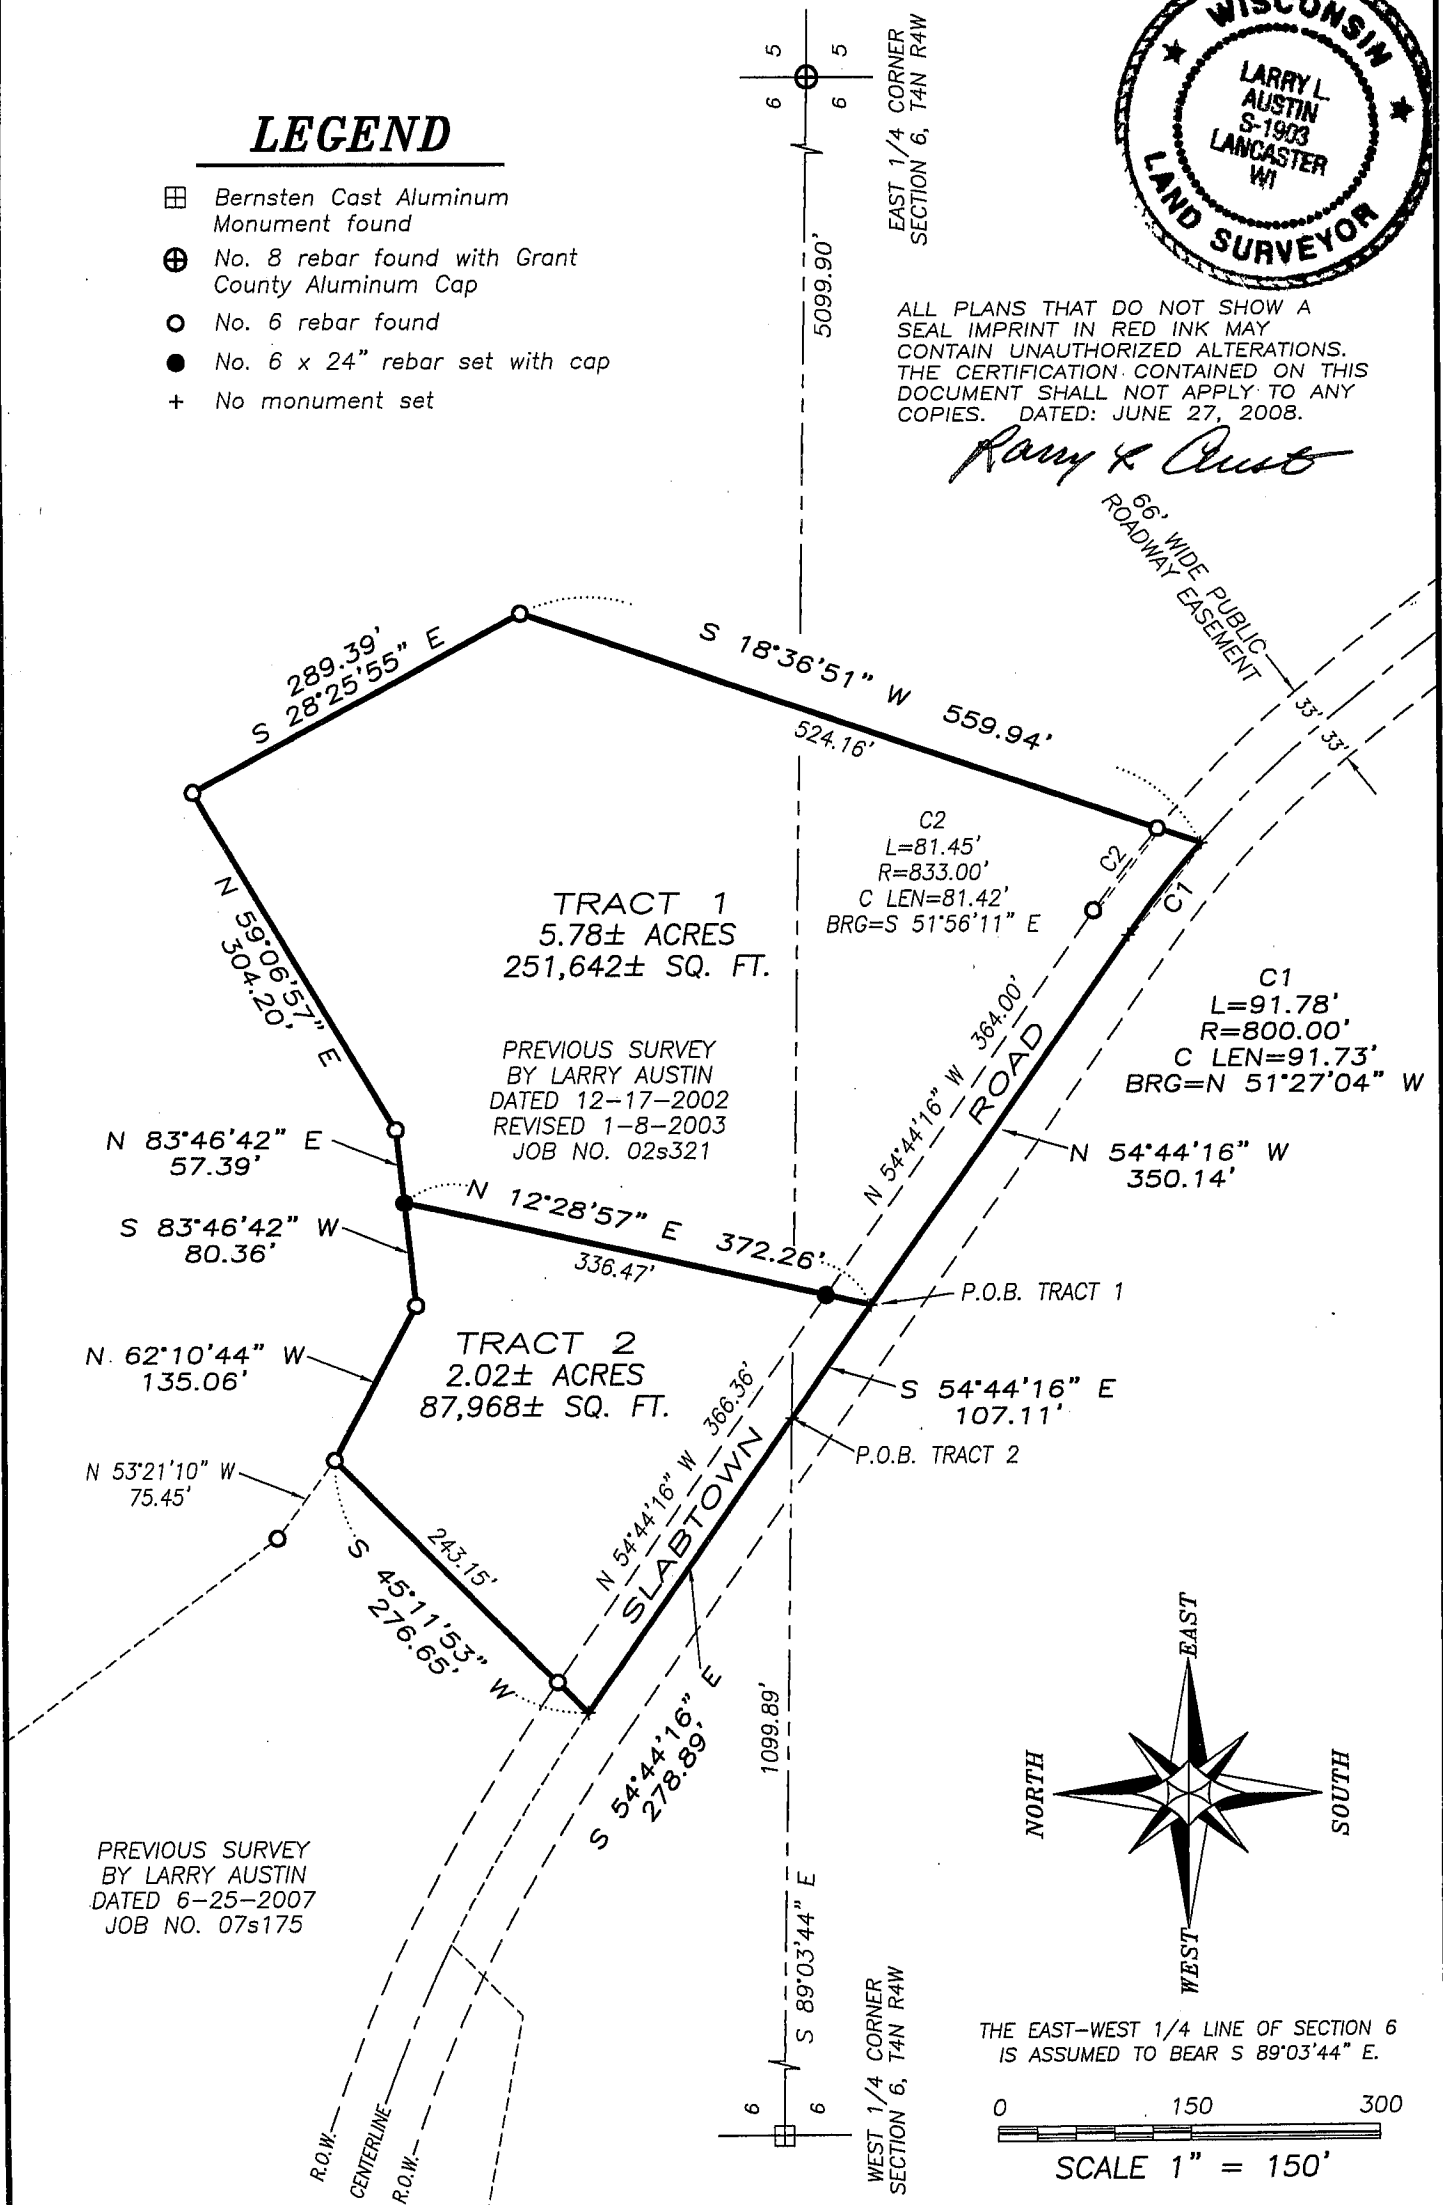 LEGEND
Bernsten Cast Aluminum
Monument found
No. 8 rebar found with Grant
County Aluminum Cap
No. 6 rebar found
No. 6 x 24" rebar set with cap
+ No monument set
5 5
6 6
EAST 1/4 CORNER
SECTION 6, T4N R4W
5099.90'
WISCONSIN
LARRY L.
AUSTIN
S-1903
LANCASTER
WI
LAND SURVEYOR
ALL PLANS THAT DO NOT SHOW A
SEAL IMPRINT IN RED INK MAY
CONTAIN UNAUTHORIZED ALTERATIONS.
THE CERTIFICATION CONTAINED ON THIS
DOCUMENT SHALL NOT APPLY TO ANY
COPIES. DATED: JUNE 27, 2008.
66' WIDE PUBLIC
ROADWAY EASEMENT
33' 33'
289.39'
S 28°25'55" E
S 18°36'51" W 559.94'
524.16'
C2
L=81.45'
R=833.00'
C LEN=81.42'
BRG=S 51°56'11" E
C2
C1
TRACT 1
5.78± ACRES
251,642± SQ. FT.
N 59°06'57" E
304.20'
C1
L=91.78'
R=800.00'
C LEN=91.73'
BRG=N 51°27'04" W
PREVIOUS SURVEY
BY LARRY AUSTIN
DATED 12-17-2002
REVISED 1-8-2003
JOB NO. 02s321
N 54°44'16" W 364.00'
ROAD
N 54°44'16" W
350.14'
N 83°46'42" E
57.39'
S 83°46'42" W
80.36'
N 12°28'57" E 372.26'
336.47'
P.O.B. TRACT 1
TRACT 2
2.02± ACRES
87,968± SQ. FT.
N 62°10'44" W
135.06'
S 54°44'16" E
107.11'
P.O.B. TRACT 2
N 54°44'16" W 366.36'
SLABTOWN
N 53°21'10" W
75.45'
243.15'
S 45°11'53" W
276.65'
S 54°44'16" E
278.89'
1099.89'
S 89°03'44" E
EAST
NORTH
SOUTH
WEST
PREVIOUS SURVEY
BY LARRY AUSTIN
DATED 6-25-2007
JOB NO. 07s175
R.O.W.
CENTERLINE
R.O.W.
6 6
WEST 1/4 CORNER
SECTION 6, T4N R4W
THE EAST-WEST 1/4 LINE OF SECTION 6
IS ASSUMED TO BEAR S 89°03'44" E.
0 150 300
SCALE 1" = 150'